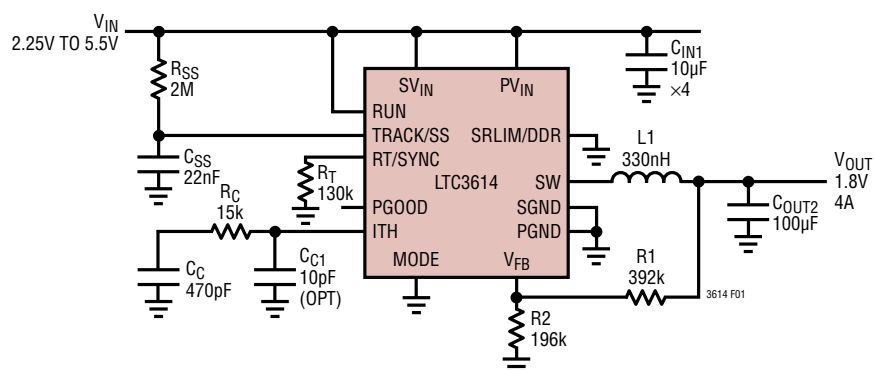 VIN
2.25V TO 5.5V
RSS
2M
CSS
22nF
RC
15k
CC
470pF
CC1
10pF
(OPT)
RT
130k
SVIN
PVIN
RUN
TRACK/SS
SRLIM/DDR
RT/SYNC
LTC3614
SW
PGOOD
SGND
ITH
PGND
MODE
VFB
CIN1
10µF
×4
L1
330nH
VOUT
1.8V
4A
COUT2
100µF
R1
392k
3614 F01
R2
196k